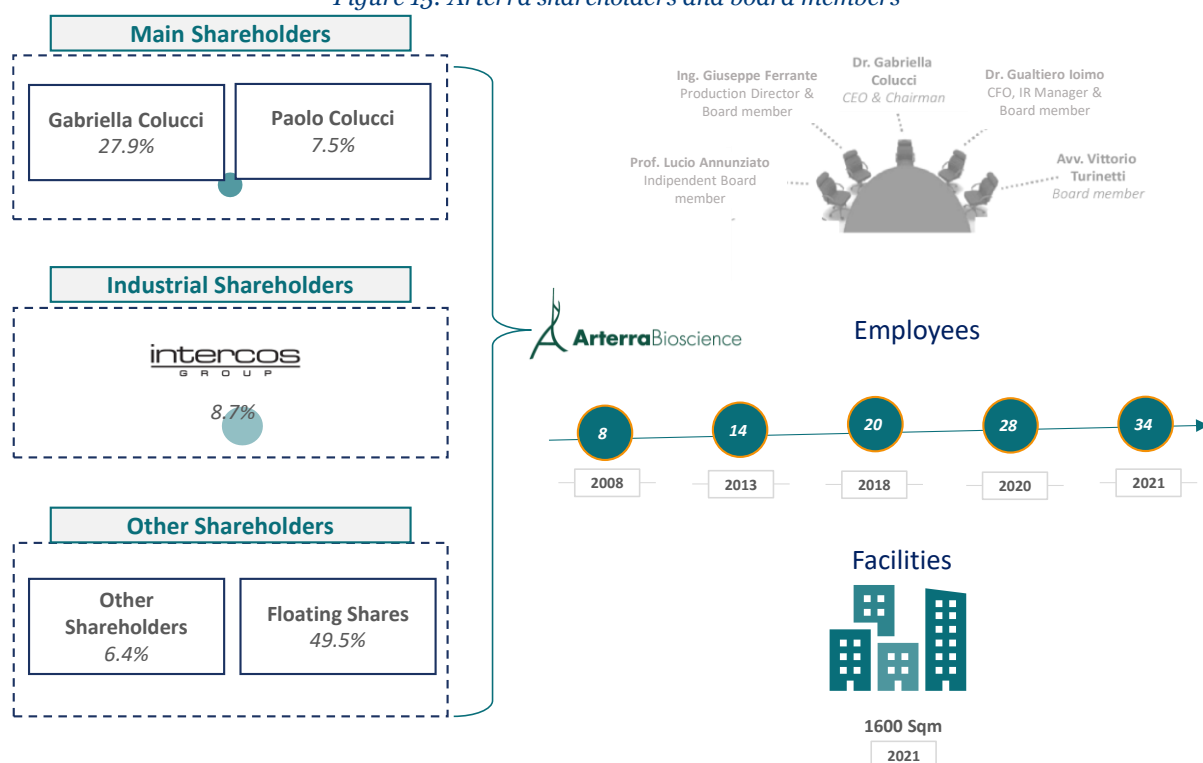 Figure 15: Arterra shareholders and board members
Main Shareholders
Gabriella Colucci
27.9%
Paolo Colucci
7.5%
Industrial Shareholders
intercos
GROUP
8.7%
Other Shareholders
Other
Shareholders
6.4%
Floating Shares
49.5%
Ing. Giuseppe Ferrante
Production Director &
Board member
Dr. Gabriella
Colucci
CEO & Chairman
Dr. Gualtiero Ioimo
CFO, IR Manager &
Board member
Prof. Lucio Annunziato
Indipendent Board
member
Avv. Vittorio
Turinetti
Board member
ArterraBioscience
Employees
8
14
20
28
34
2008
2013
2018
2020
2021
Facilities
1600 Sqm
2021